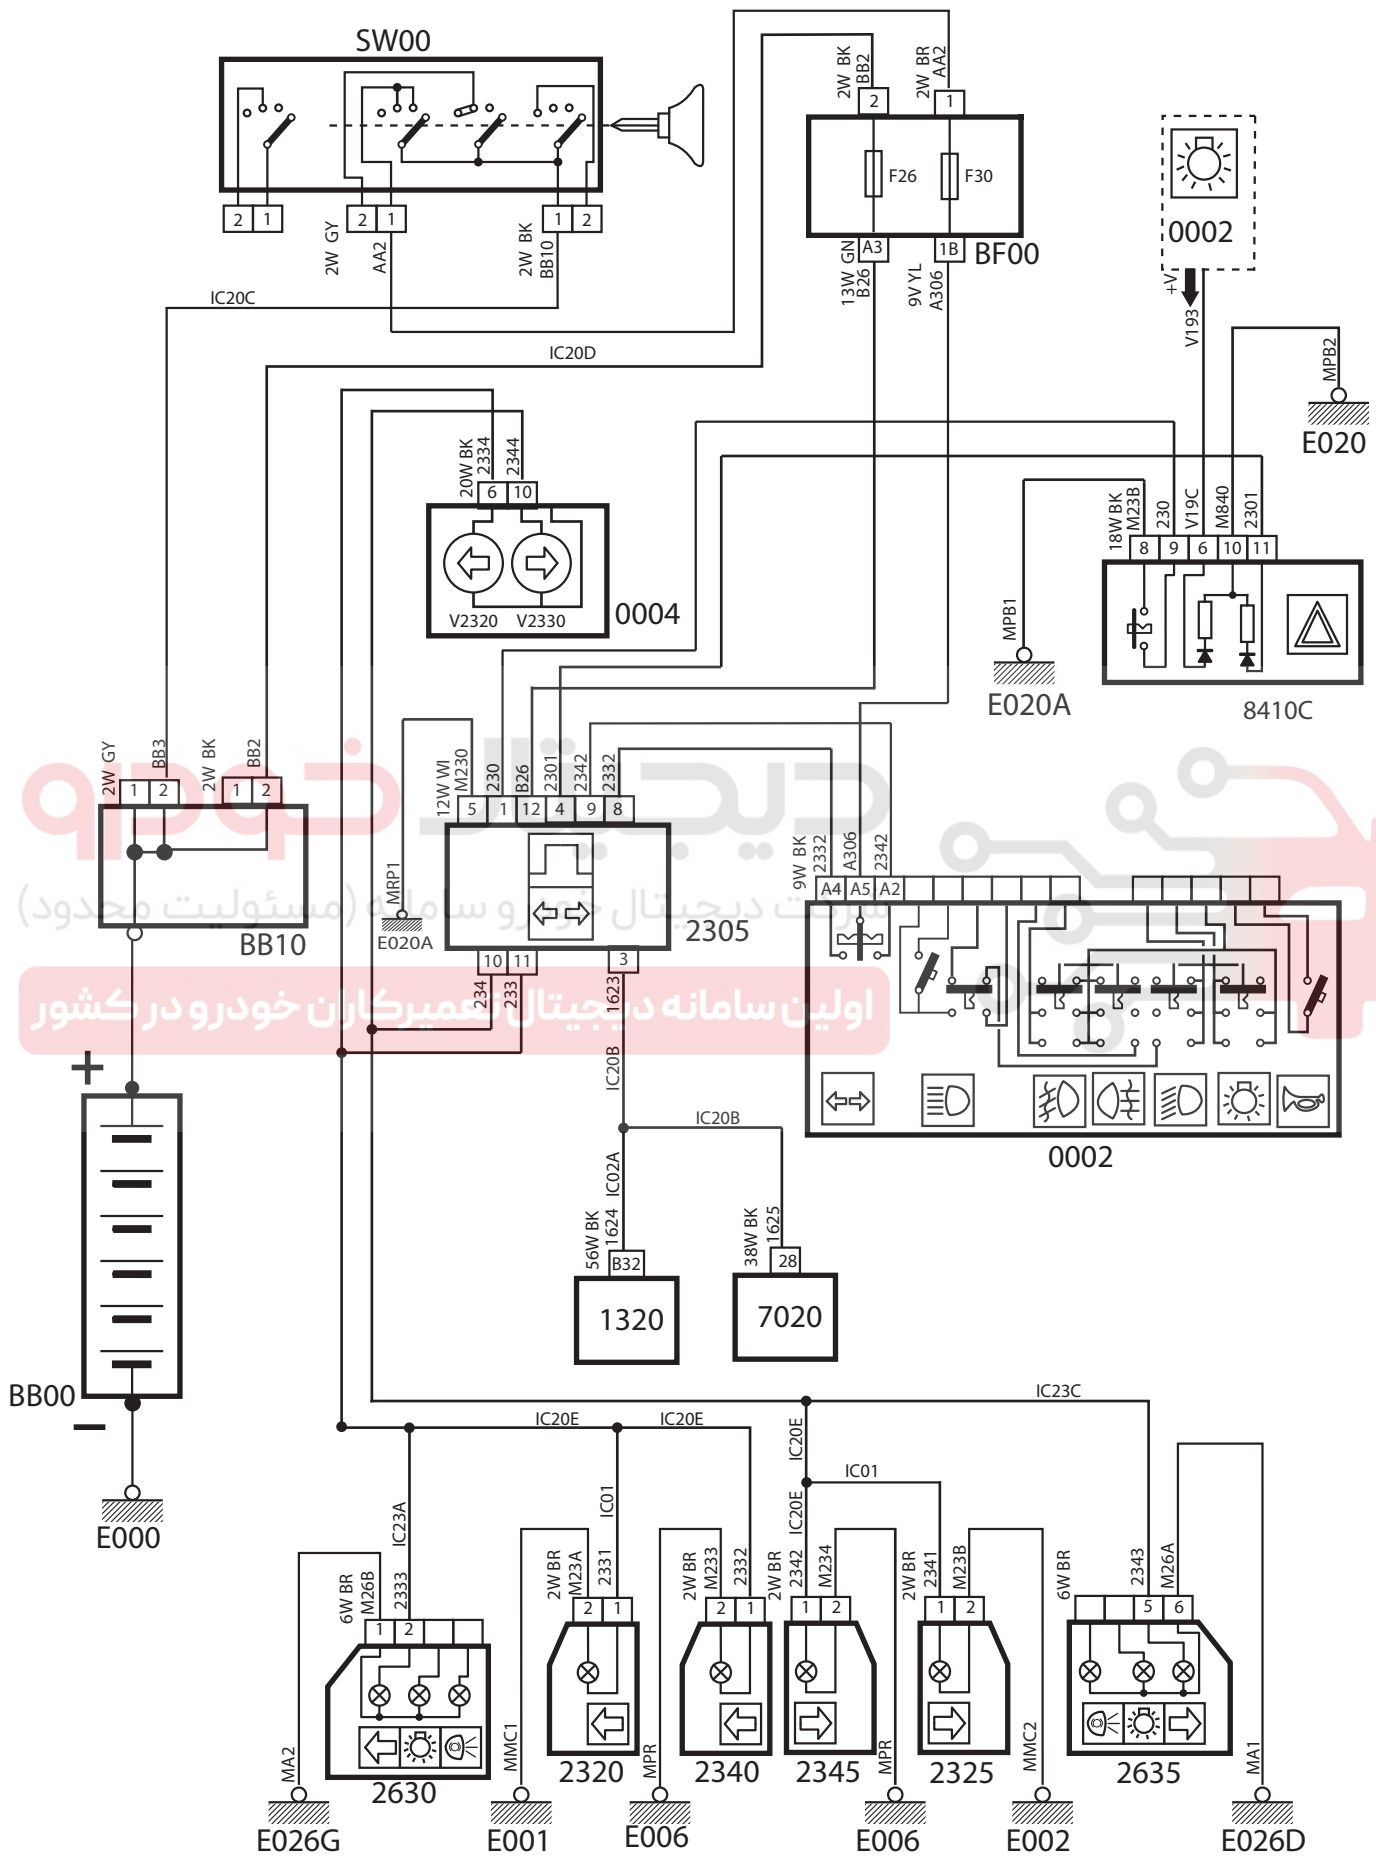 SW00
2W BK
BB2
2W BR
AA2
2
1
F26
F30
A3
1B
BF00
13W GN
B26
9V YL
A306
0002
+V
V193
MPB2
E020
2
1
2
1
1
2
2W GY
AA2
2W BK
BB10
IC20C
IC20D
20W BK
2334
2344
6
10
V2320
V2330
0004
18W BK
M23B
230
V19C
M840
2301
8
9
6
10
11
MPB1
E020A
8410C
2W GY
BB3
2W BK
BB2
1
2
1
2
BB10
12W WI
M230
230
B26
2301
2342
2332
5
1
12
4
9
8
MRP1
E020A
2305
10
11
3
234
233
1623
9W BK
2332
A306
2342
A4
A5
A2
0002
دیجیتال خودرو
شرکت دیجیتال خودرو سامانه (مسئولیت محدود)
اولین سامانه دیجیتال تعمیرکاران خودرو در کشور
+
BB00
−
E000
IC20B
IC20B
IC02A
56W BK
1624
B32
1320
38W BK
1625
28
7020
IC23C
IC20E
IC20E
IC20E
IC01
IC20E
IC23A
IC01
6W BR
M26B
2333
1
2
2630
MA2
E026G
2W BR
M23A
2331
2
1
2320
MMC1
E001
2W BR
M233
2332
2
1
2340
MPR
E006
2W BR
2342
M234
1
2
2345
MPR
E006
2W BR
2341
M23B
1
2
2325
MMC2
E002
6W BR
2343
M26A
5
6
2635
MA1
E026D